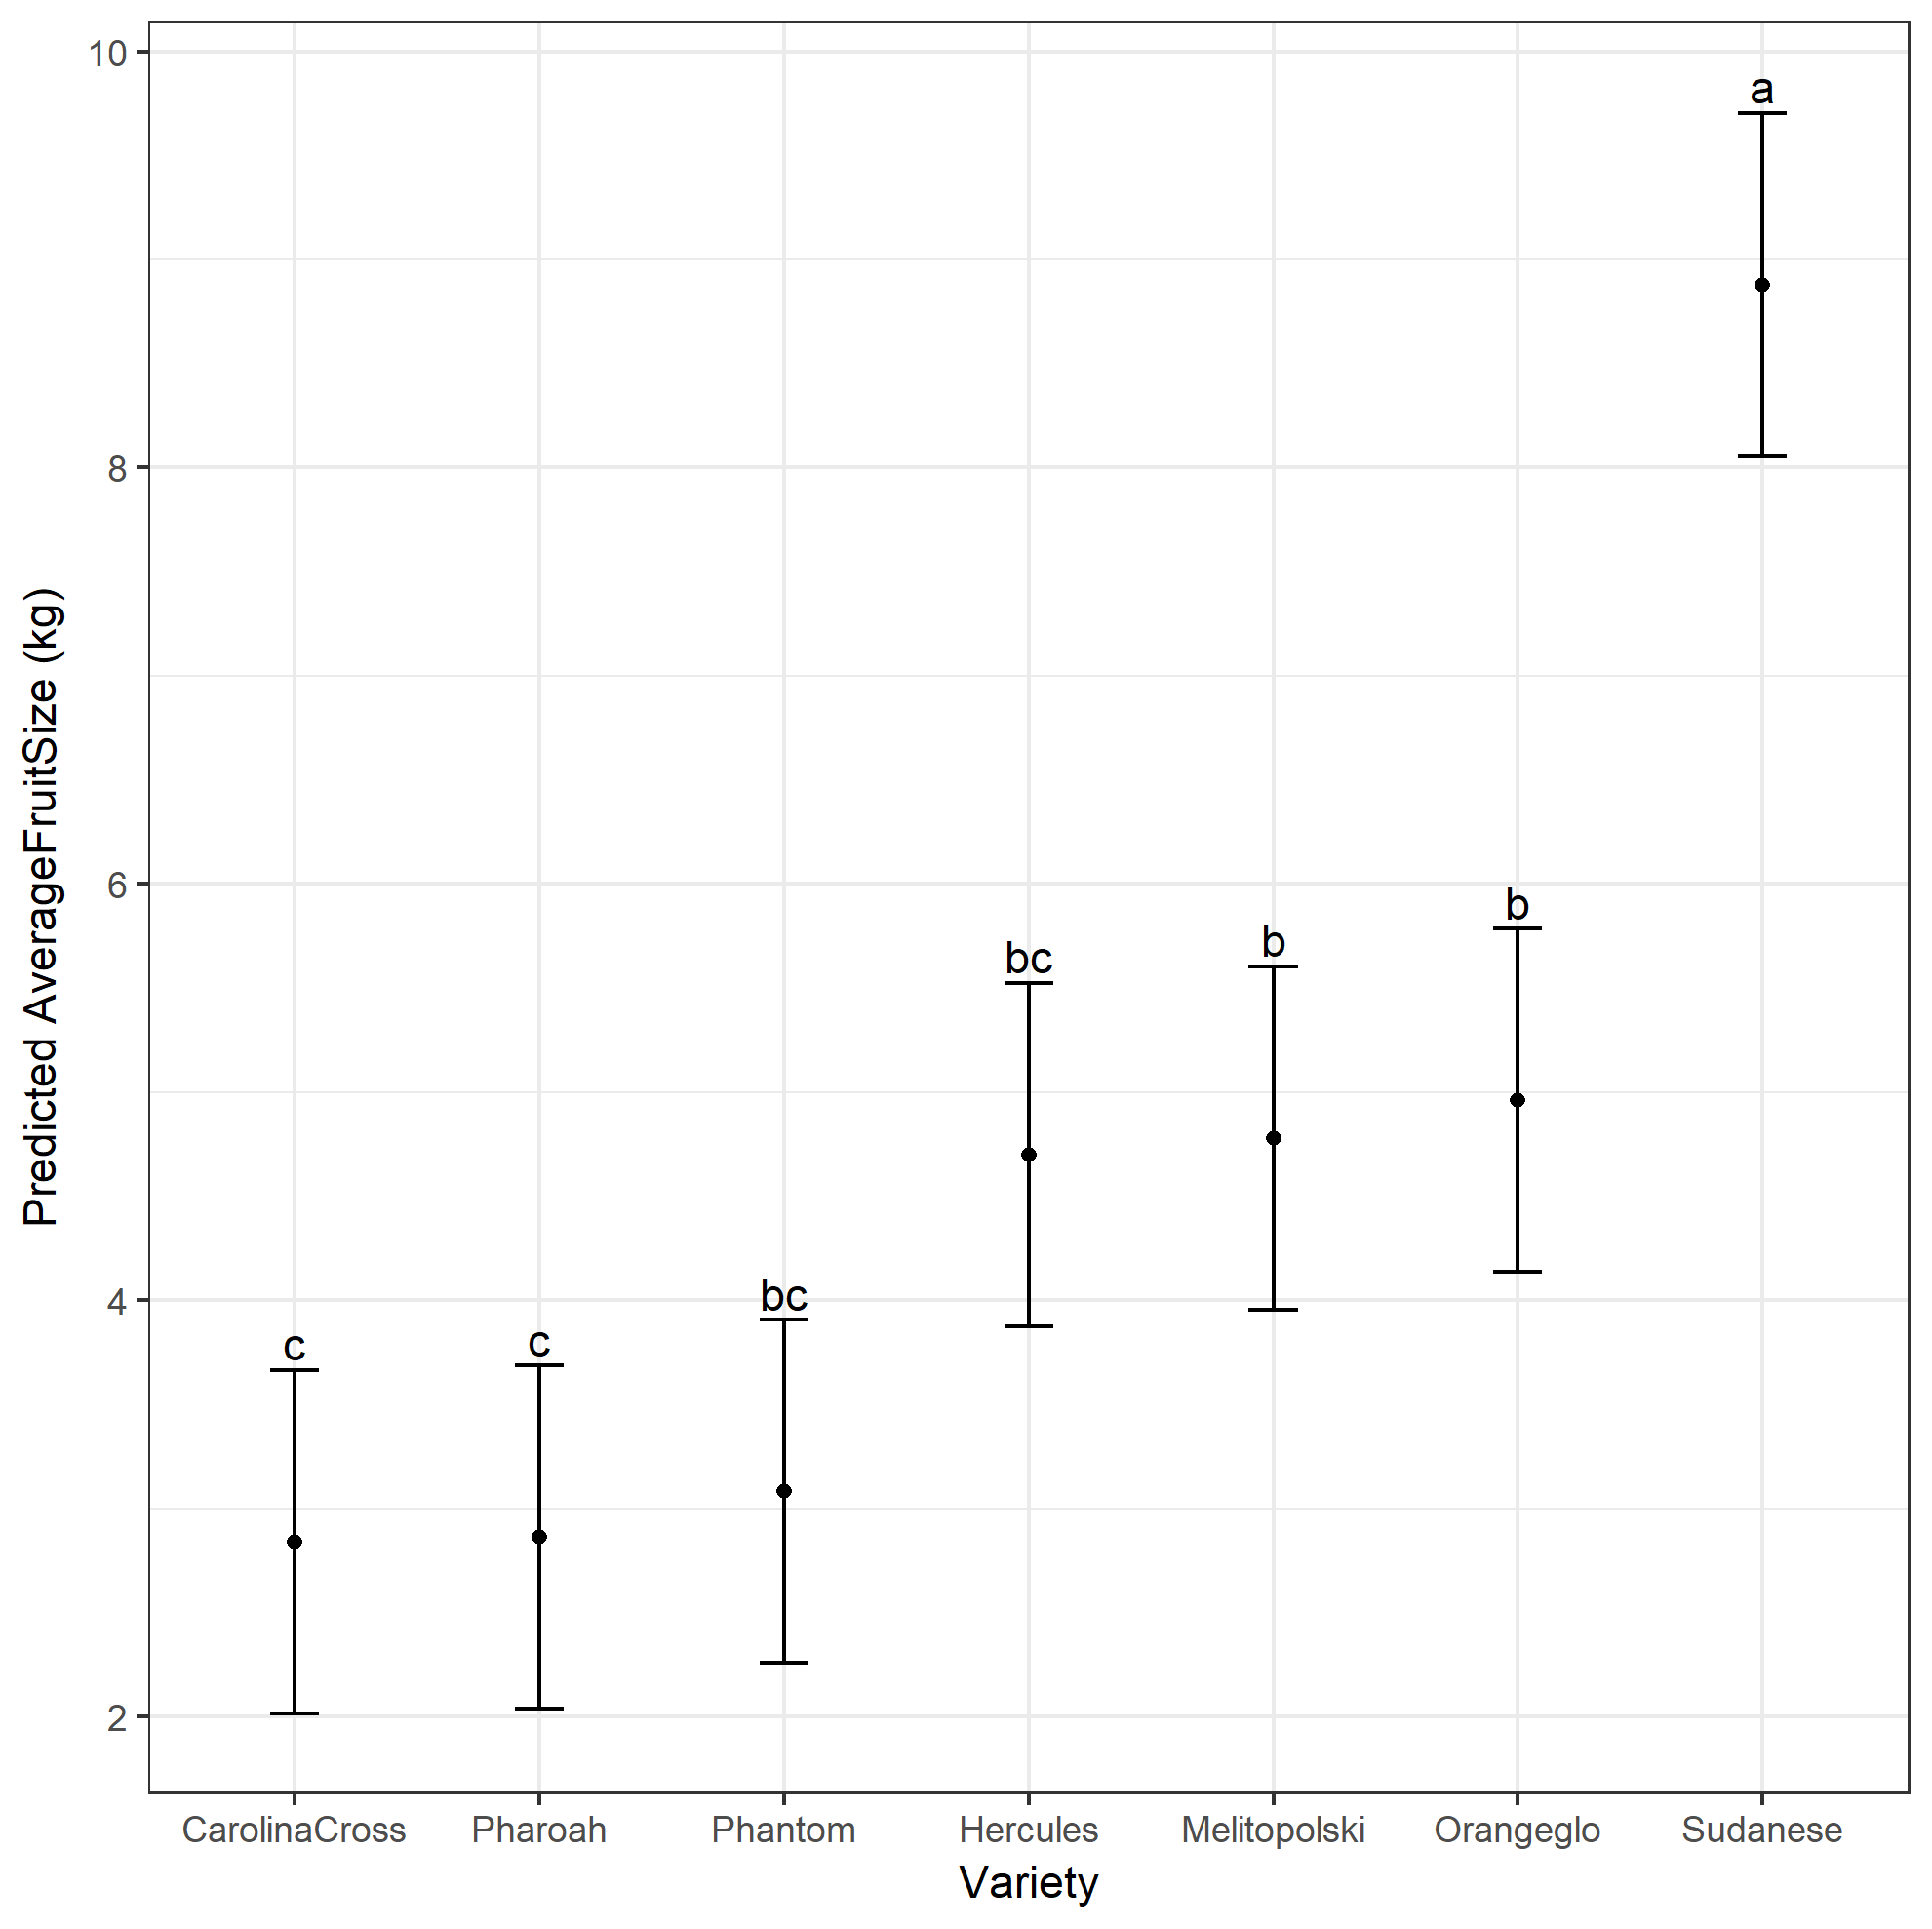 10
a
8
Predicted AverageFruitSize (kg)
6
b
b
bc
4
bc
c
c
2
CarolinaCross Pharoah Phantom Hercules Melitopolski Orangeglo Sudanese
Variety